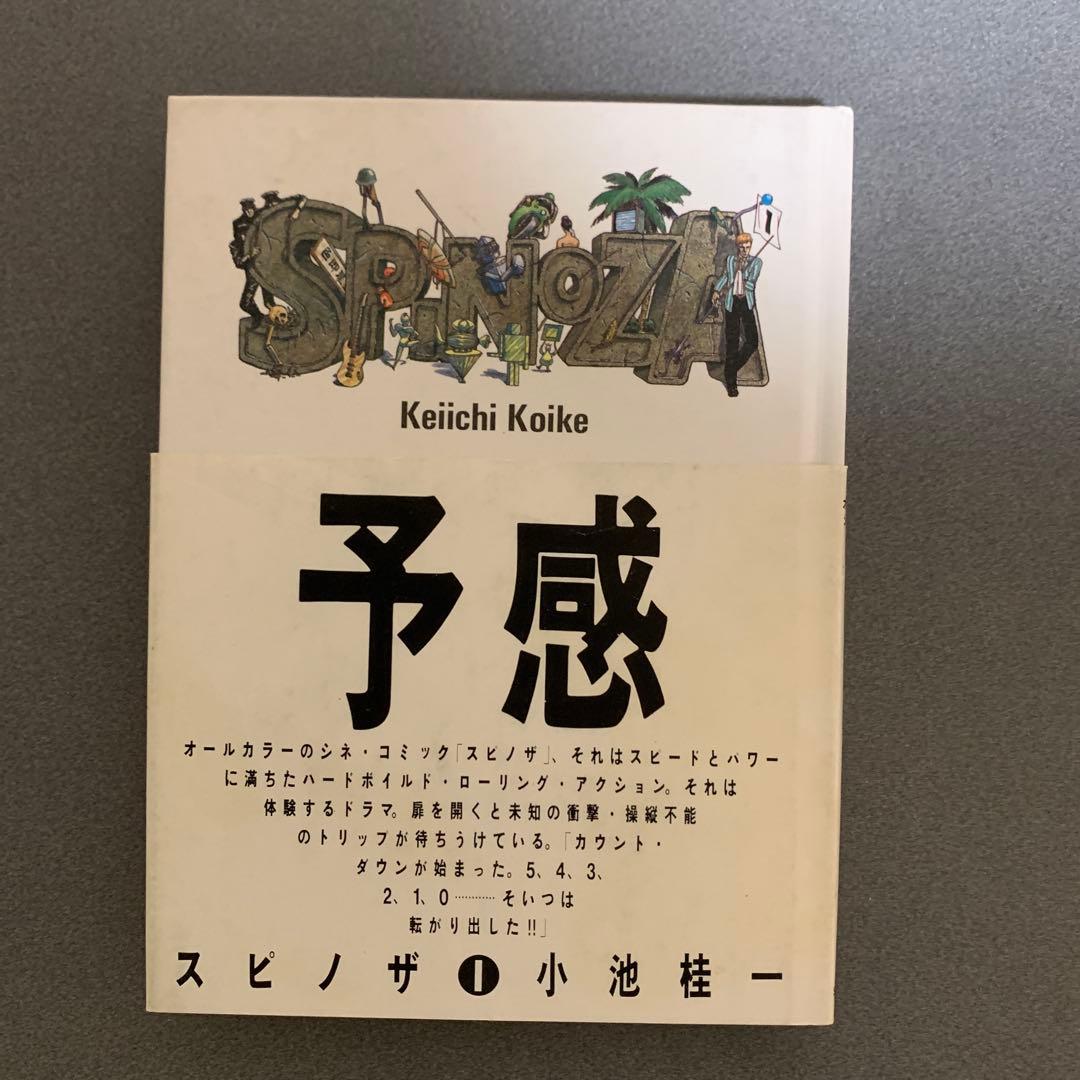 SPINOZA
1
Keiichi Koike
予感
オールカラーのシネ・コミック「スピノザ」、それはスピードとパワー
に満ちたハードボイルド・ローリング・アクション。それは
体験するドラマ。扉を開くと未知の衝撃・操縦不能
のトリップが待ちうけている。「カウント・
ダウンが始まった。5、4、3、
2、1、0…………そいつは
転がり出した!!」
スピノザ❶小池桂一